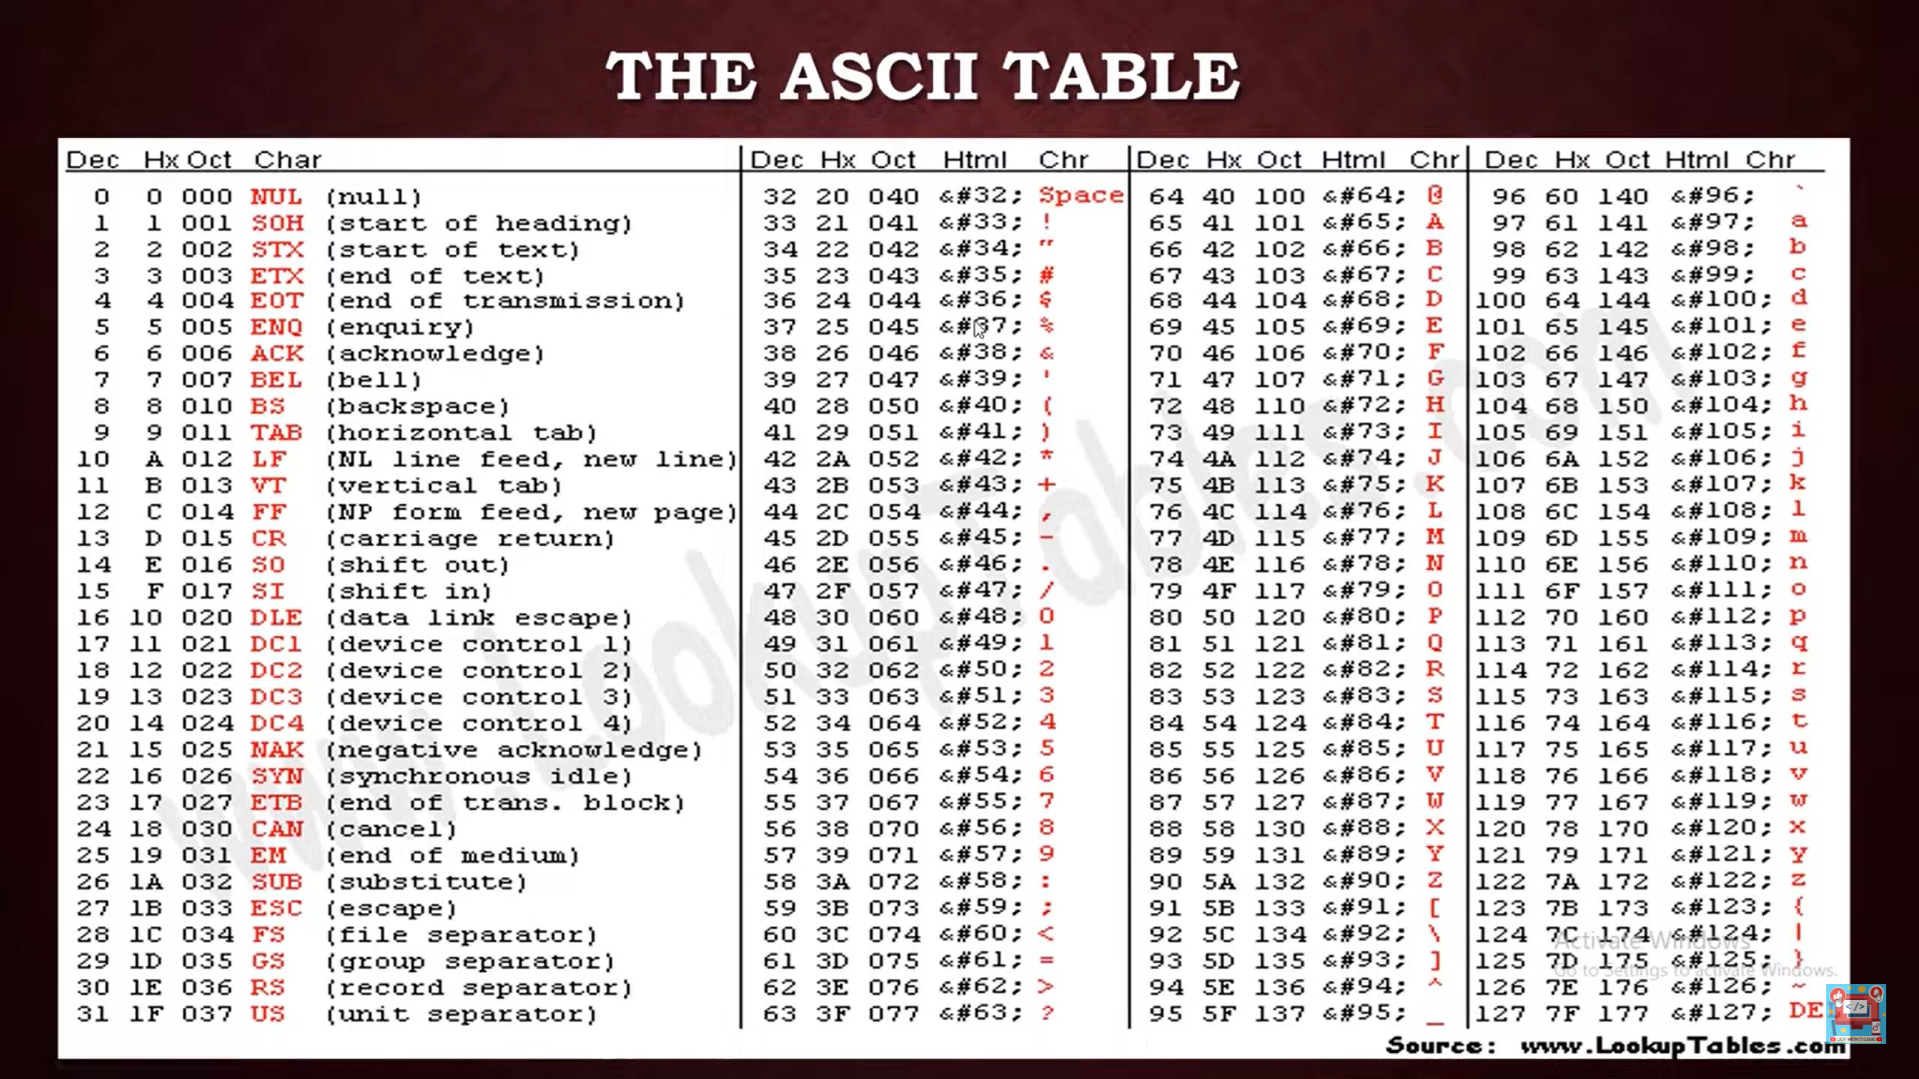 THE ASCII TABLE
Dec Hx Oct Char Dec Hx Oct Html Chr Dec Hx Oct Html Chr Dec Hx Oct Html Chr
0 0 000 NUL (null) 32 20 040 &#32; Space 64 40 100 &#64; @ 96 60 140 &#96; `
1 1 001 SOH (start of heading) 33 21 041 &#33; ! 65 41 101 &#65; A 97 61 141 &#97; a
2 2 002 STX (start of text) 34 22 042 &#34; " 66 42 102 &#66; B 98 62 142 &#98; b
3 3 003 ETX (end of text) 35 23 043 &#35; # 67 43 103 &#67; C 99 63 143 &#99; c
4 4 004 EOT (end of transmission) 36 24 044 &#36; $ 68 44 104 &#68; D 100 64 144 &#100; d
5 5 005 ENQ (enquiry) 37 25 045 &#37; % 69 45 105 &#69; E 101 65 145 &#101; e
6 6 006 ACK (acknowledge) 38 26 046 &#38; & 70 46 106 &#70; F 102 66 146 &#102; f
7 7 007 BEL (bell) 39 27 047 &#39; ' 71 47 107 &#71; G 103 67 147 &#103; g
8 8 010 BS (backspace) 40 28 050 &#40; ( 72 48 110 &#72; H 104 68 150 &#104; h
9 9 011 TAB (horizontal tab) 41 29 051 &#41; ) 73 49 111 &#73; I 105 69 151 &#105; i
10 A 012 LF (NL line feed, new line) 42 2A 052 &#42; * 74 4A 112 &#74; J 106 6A 152 &#106; j
11 B 013 VT (vertical tab) 43 2B 053 &#43; + 75 4B 113 &#75; K 107 6B 153 &#107; k
12 C 014 FF (NP form feed, new page) 44 2C 054 &#44; , 76 4C 114 &#76; L 108 6C 154 &#108; l
13 D 015 CR (carriage return) 45 2D 055 &#45; - 77 4D 115 &#77; M 109 6D 155 &#109; m
14 E 016 SO (shift out) 46 2E 056 &#46; . 78 4E 116 &#78; N 110 6E 156 &#110; n
15 F 017 SI (shift in) 47 2F 057 &#47; / 79 4F 117 &#79; O 111 6F 157 &#111; o
16 10 020 DLE (data link escape) 48 30 060 &#48; 0 80 50 120 &#80; P 112 70 160 &#112; p
17 11 021 DC1 (device control 1) 49 31 061 &#49; 1 81 51 121 &#81; Q 113 71 161 &#113; q
18 12 022 DC2 (device control 2) 50 32 062 &#50; 2 82 52 122 &#82; R 114 72 162 &#114; r
19 13 023 DC3 (device control 3) 51 33 063 &#51; 3 83 53 123 &#83; S 115 73 163 &#115; s
20 14 024 DC4 (device control 4) 52 34 064 &#52; 4 84 54 124 &#84; T 116 74 164 &#116; t
21 15 025 NAK (negative acknowledge) 53 35 065 &#53; 5 85 55 125 &#85; U 117 75 165 &#117; u
22 16 026 SYN (synchronous idle) 54 36 066 &#54; 6 86 56 126 &#86; V 118 76 166 &#118; v
23 17 027 ETB (end of trans. block) 55 37 067 &#55; 7 87 57 127 &#87; W 119 77 167 &#119; w
24 18 030 CAN (cancel) 56 38 070 &#56; 8 88 58 130 &#88; X 120 78 170 &#120; x
25 19 031 EM (end of medium) 57 39 071 &#57; 9 89 59 131 &#89; Y 121 79 171 &#121; y
26 1A 032 SUB (substitute) 58 3A 072 &#58; : 90 5A 132 &#90; Z 122 7A 172 &#122; z
27 1B 033 ESC (escape) 59 3B 073 &#59; ; 91 5B 133 &#91; [ 123 7B 173 &#123; {
28 1C 034 FS (file separator) 60 3C 074 &#60; < 92 5C 134 &#92; \ 124 7C 174 &#124; |
29 1D 035 GS (group separator) 61 3D 075 &#61; = 93 5D 135 &#93; ] 125 7D 175 &#125; }
30 1E 036 RS (record separator) 62 3E 076 &#62; > 94 5E 136 &#94; ^ 126 7E 176 &#126; ~
31 1F 037 US (unit separator) 63 3F 077 &#63; ? 95 5F 137 &#95; _ 127 7F 177 &#127; DE
Source: www.LookupTables.com
www.LookupTables.com
Activate Windows
Go to Settings to activate Windows.